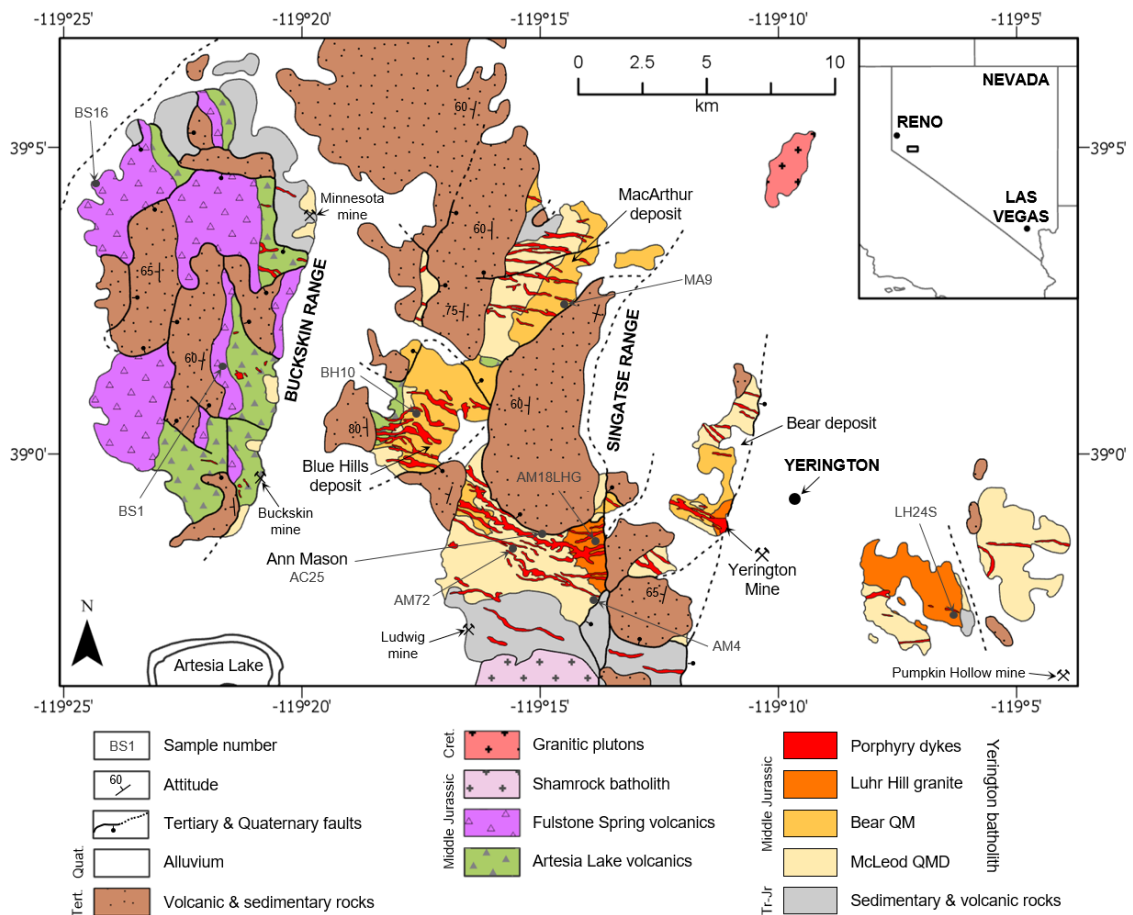 -119°25'
-119°20'
-119°15'
-119°10'
-119°5'
0
2.5
5
10
km
NEVADA
RENO
LAS
VEGAS
39°5'
39°5'
BS16
Minnesota
mine
MacArthur
deposit
60
60
65
75
MA9
BUCKSKIN RANGE
SINGATSE RANGE
60
BH10
60
80
Bear deposit
39°0'
39°0'
Blue Hills
deposit
AM18LHG
YERINGTON
BS1
Buckskin
mine
LH24S
Ann Mason
AC25
Yerington
Mine
AM72
65
N
Ludwig
mine
AM4
Artesia Lake
Pumpkin Hollow mine
-119°25'
-119°20'
-119°15'
-119°10'
-119°5'
BS1
Sample number
60
Attitude
Tertiary & Quaternary faults
Quat.
Alluvium
Tert.
Volcanic & sedimentary rocks
Cret.
Granitic plutons
Middle Jurassic
Shamrock batholith
Fulstone Spring volcanics
Artesia Lake volcanics
Middle Jurassic
Porphyry dykes
Luhr Hill granite
Bear QM
McLeod QMD
Yerington batholith
Tr-Jr
Sedimentary & volcanic rocks